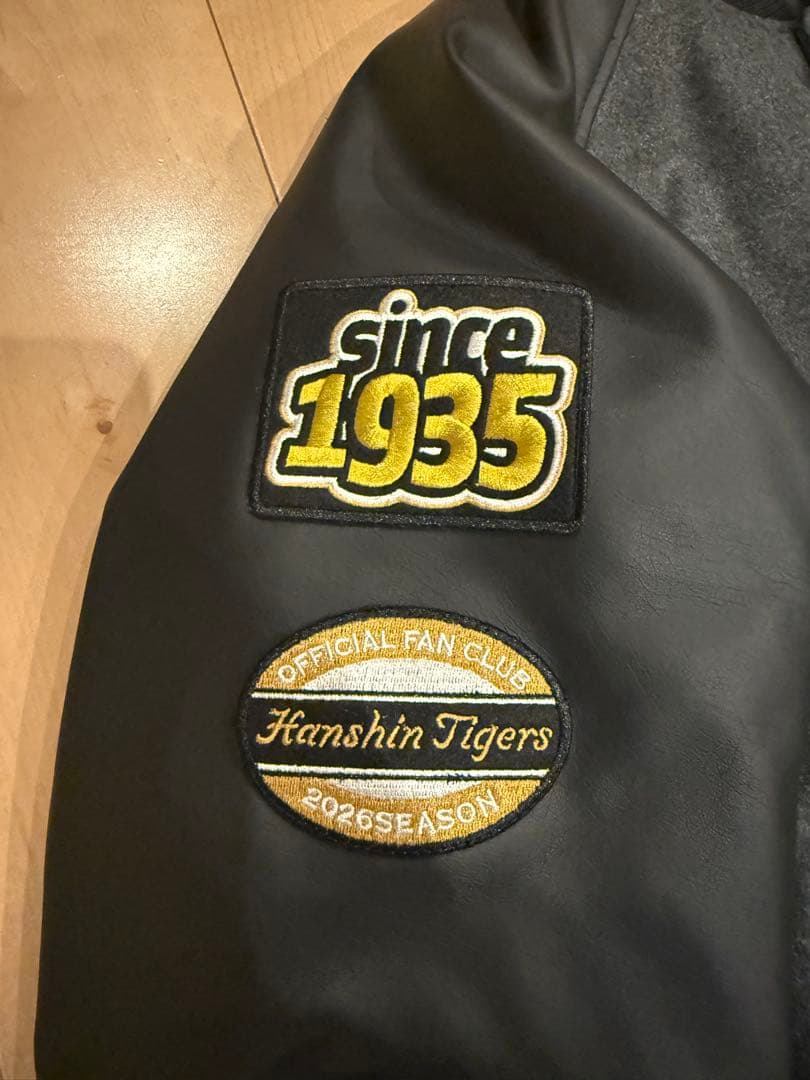 since
1935
OFFICIAL FAN CLUB
Hanshin Tigers
2026SEASON